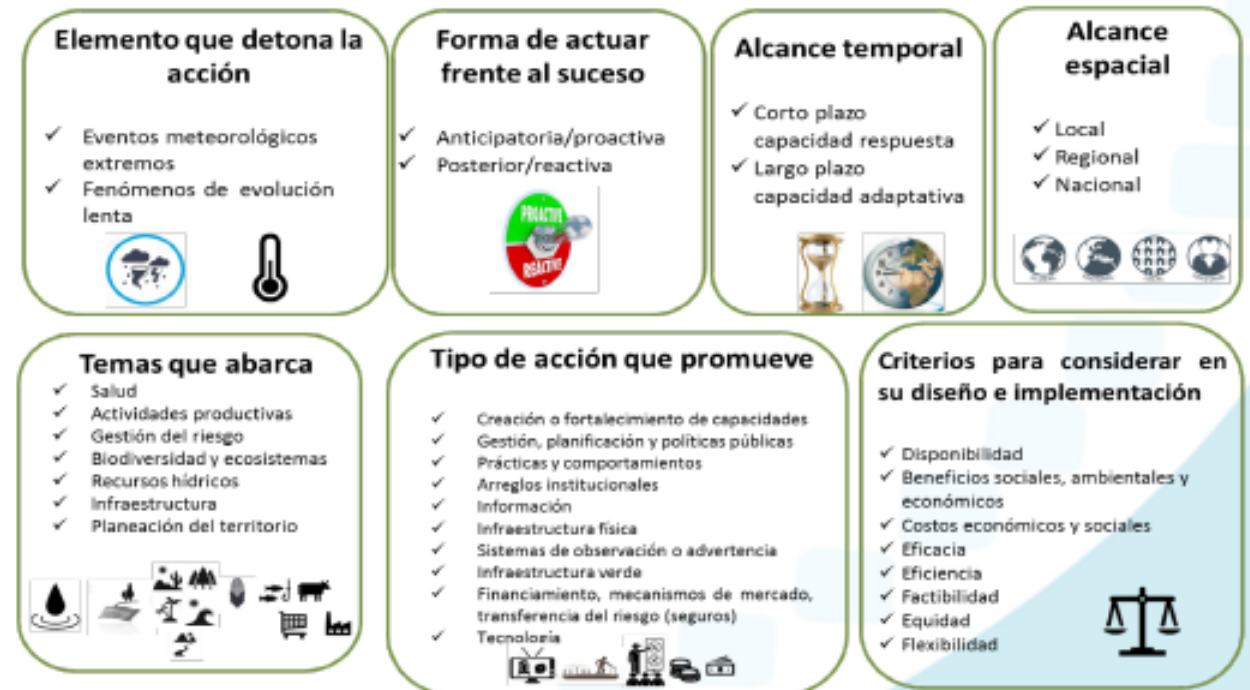 Elemento que detona la
acción
✓ Eventos meteorológicos
extremos
✓ Fenómenos de evolución
lenta
Forma de actuar
frente al suceso
✓ Anticipatoria/proactiva
✓ Posterior/reactiva
PROACTIVE
REACTIVE
Alcance temporal
✓ Corto plazo
capacidad respuesta
✓ Largo plazo
capacidad adaptativa
Alcance
espacial
✓ Local
✓ Regional
✓ Nacional
Temas que abarca
✓ Salud
✓ Actividades productivas
✓ Gestión del riesgo
✓ Biodiversidad y ecosistemas
✓ Recursos hídricos
✓ Infraestructura
✓ Planeación del territorio
Tipo de acción que promueve
✓ Creación o fortalecimiento de capacidades
✓ Gestión, planificación y políticas públicas
✓ Prácticas y comportamientos
✓ Arreglos institucionales
✓ Información
✓ Infraestructura física
✓ Sistemas de observación o advertencia
✓ Infraestructura verde
✓ Financiamiento, mecanismos de mercado,
transferencia del riesgo (seguros)
✓ Tecnología
Criterios para considerar en
su diseño e implementación
✓ Disponibilidad
✓ Beneficios sociales, ambientales y
económicos
✓ Costos económicos y sociales
✓ Eficacia
✓ Eficiencia
✓ Factibilidad
✓ Equidad
✓ Flexibilidad